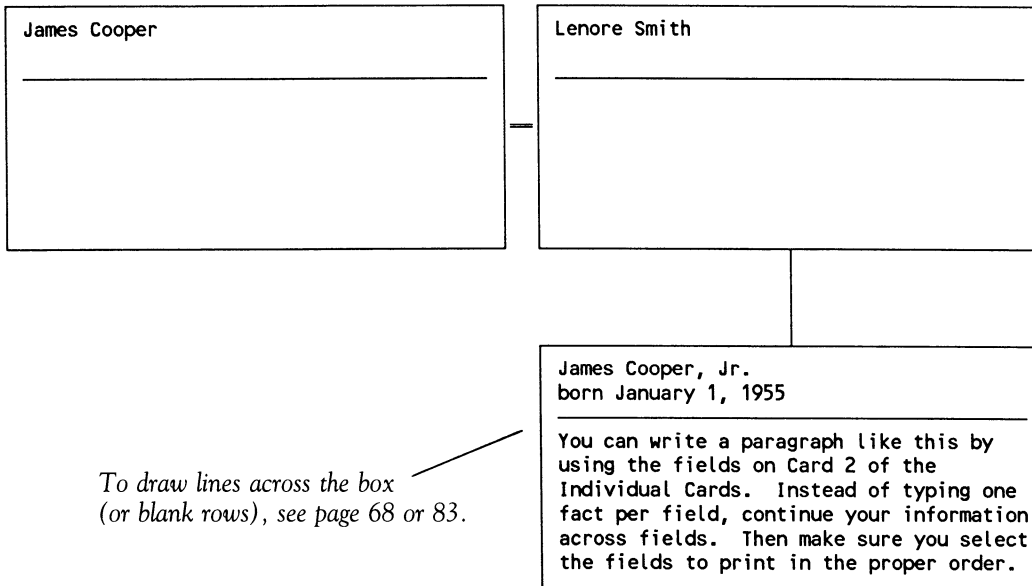 James Cooper
Lenore Smith
James Cooper, Jr.
born January 1, 1955
You can write a paragraph like this by
using the fields on Card 2 of the
Individual Cards.  Instead of typing one
fact per field, continue your information
across fields.  Then make sure you select
the fields to print in the proper order.
To draw lines across the box
(or blank rows), see page 68 or 83.